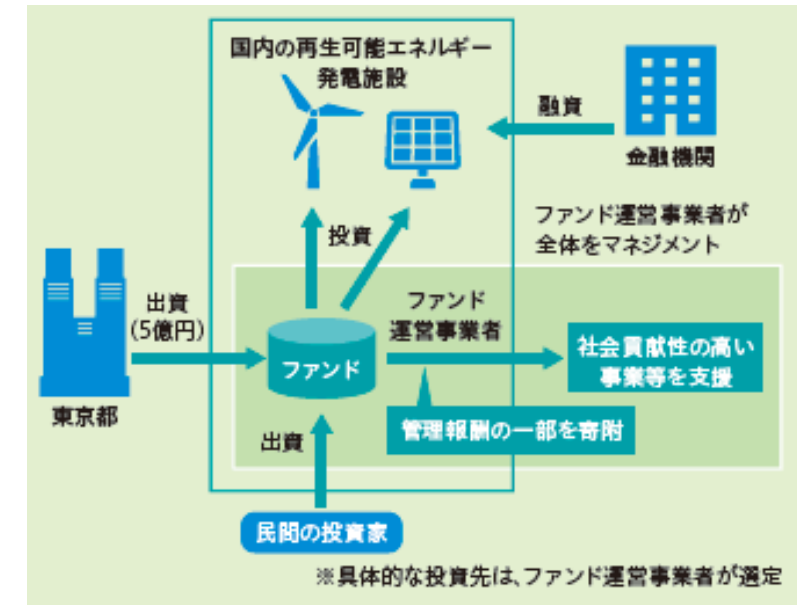 国内の再生可能エネルギー
発電施設
融資
金融機関
ファンド運営事業者が
全体をマネジメント
投資
出資
(5億円)
東京都
ファンド
ファンド
運営事業者
社会貢献性の高い
事業等を支援
管理報酬の一部を寄附
出資
民間の投資家
※具体的な投資先は、ファンド運営事業者が選定